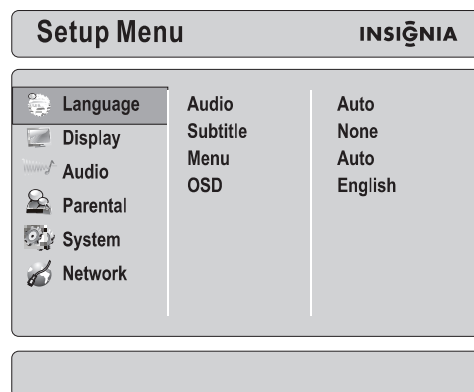 Setup Menu INSIGNIA
Language Audio Auto
Display Subtitle None
Audio Menu Auto
Parental OSD English
System
Network